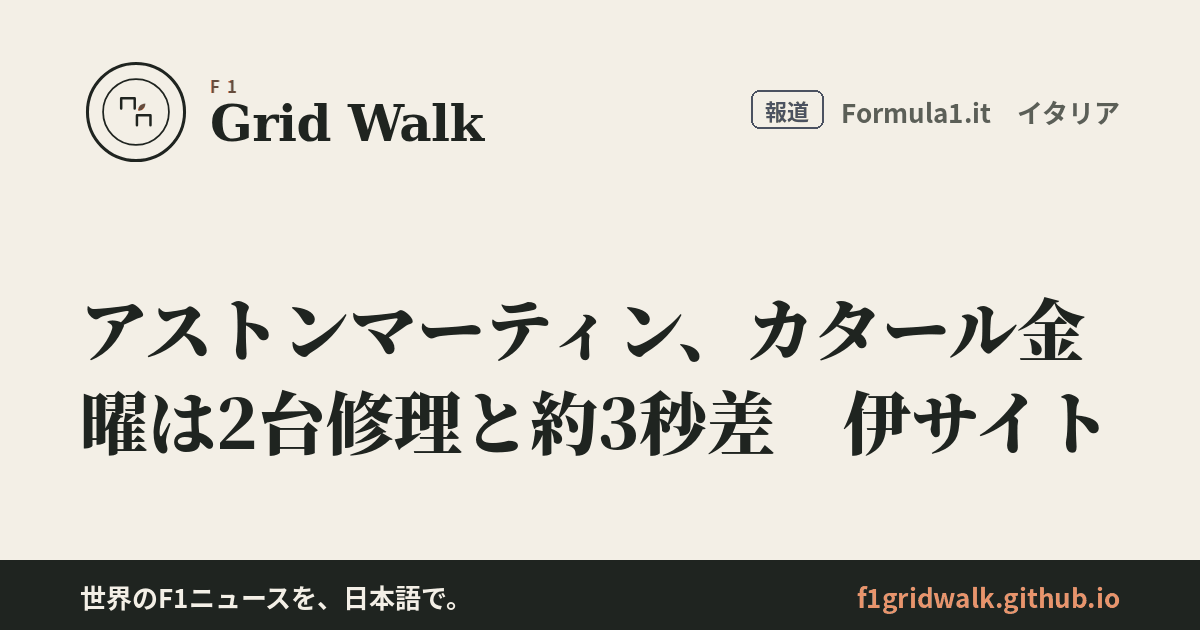 F1
Grid Walk
報道 Formula1.it イタリア
アストンマーティン、カタール金
曜は2台修理と約3秒差　伊サイト
世界のF1ニュースを、日本語で。
f1gridwalk.github.io